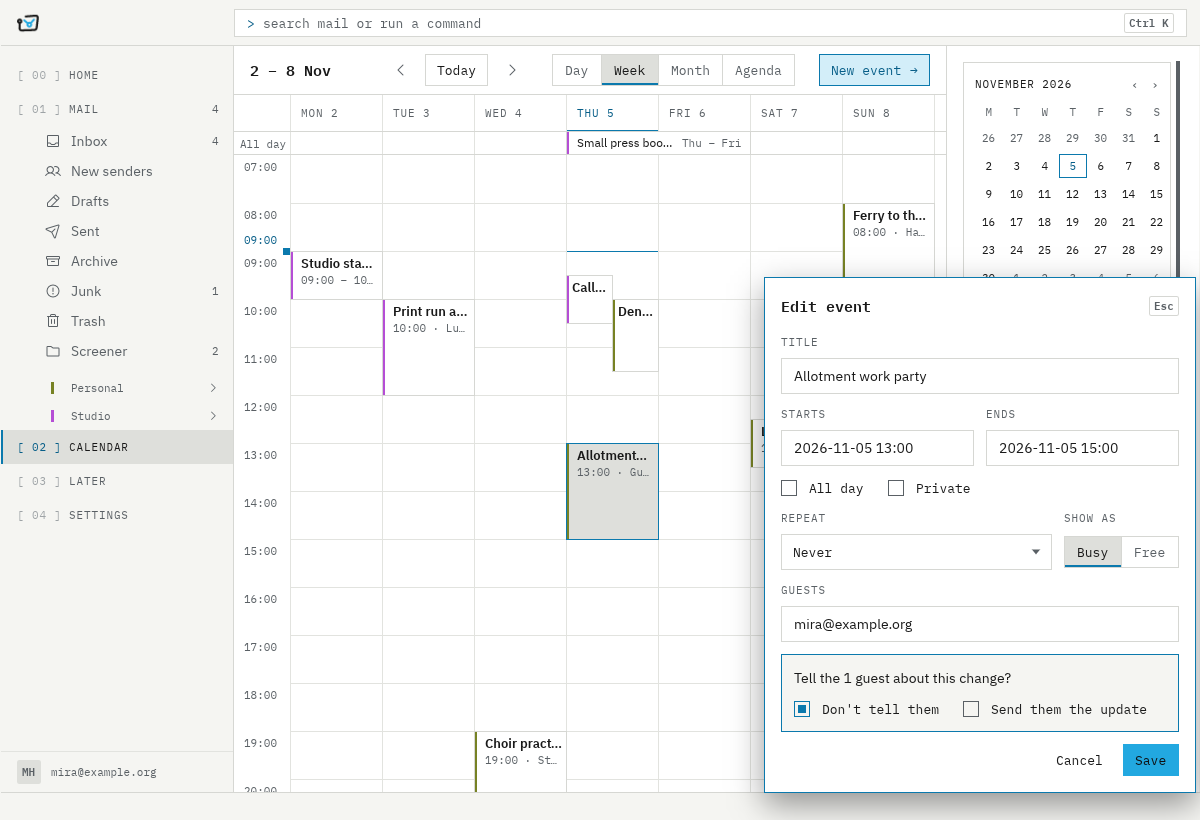 > search mail or run a command Ctrl K
[ 00 ] HOME
[ 01 ] MAIL 4
Inbox 4
New senders
Drafts
Sent
Archive
Junk 1
Trash
Screener 2
Personal
Studio
[ 02 ] CALENDAR
[ 03 ] LATER
[ 04 ] SETTINGS
MH mira@example.org
2 – 8 Nov
Today
Day Week Month Agenda
New event →
MON 2 TUE 3 WED 4 THU 5 FRI 6 SAT 7 SUN 8
All day
Small press boo… Thu – Fri
07:00
08:00
09:00
09:00
10:00
11:00
12:00
13:00
14:00
15:00
16:00
17:00
18:00
19:00
20:00
Studio sta…
09:00 – 10…
Print run a…
10:00 · Lu…
Choir pract…
19:00 · St…
Call…
Den…
Allotment…
13:00 · Gu…
Ferry to th…
08:00 · Ha…
NOVEMBER 2026 ‹ ›
M T W T F S S
26 27 28 29 30 31 1
2 3 4 5 6 7 8
9 10 11 12 13 14 15
16 17 18 19 20 21 22
23 24 25 26 27 28 29
30 1 2 3 4 5 6
Edit event Esc
TITLE
Allotment work party
STARTS ENDS
2026-11-05 13:00 2026-11-05 15:00
All day Private
REPEAT SHOW AS
Never Busy Free
GUESTS
mira@example.org
Tell the 1 guest about this change?
Don't tell them Send them the update
Cancel Save